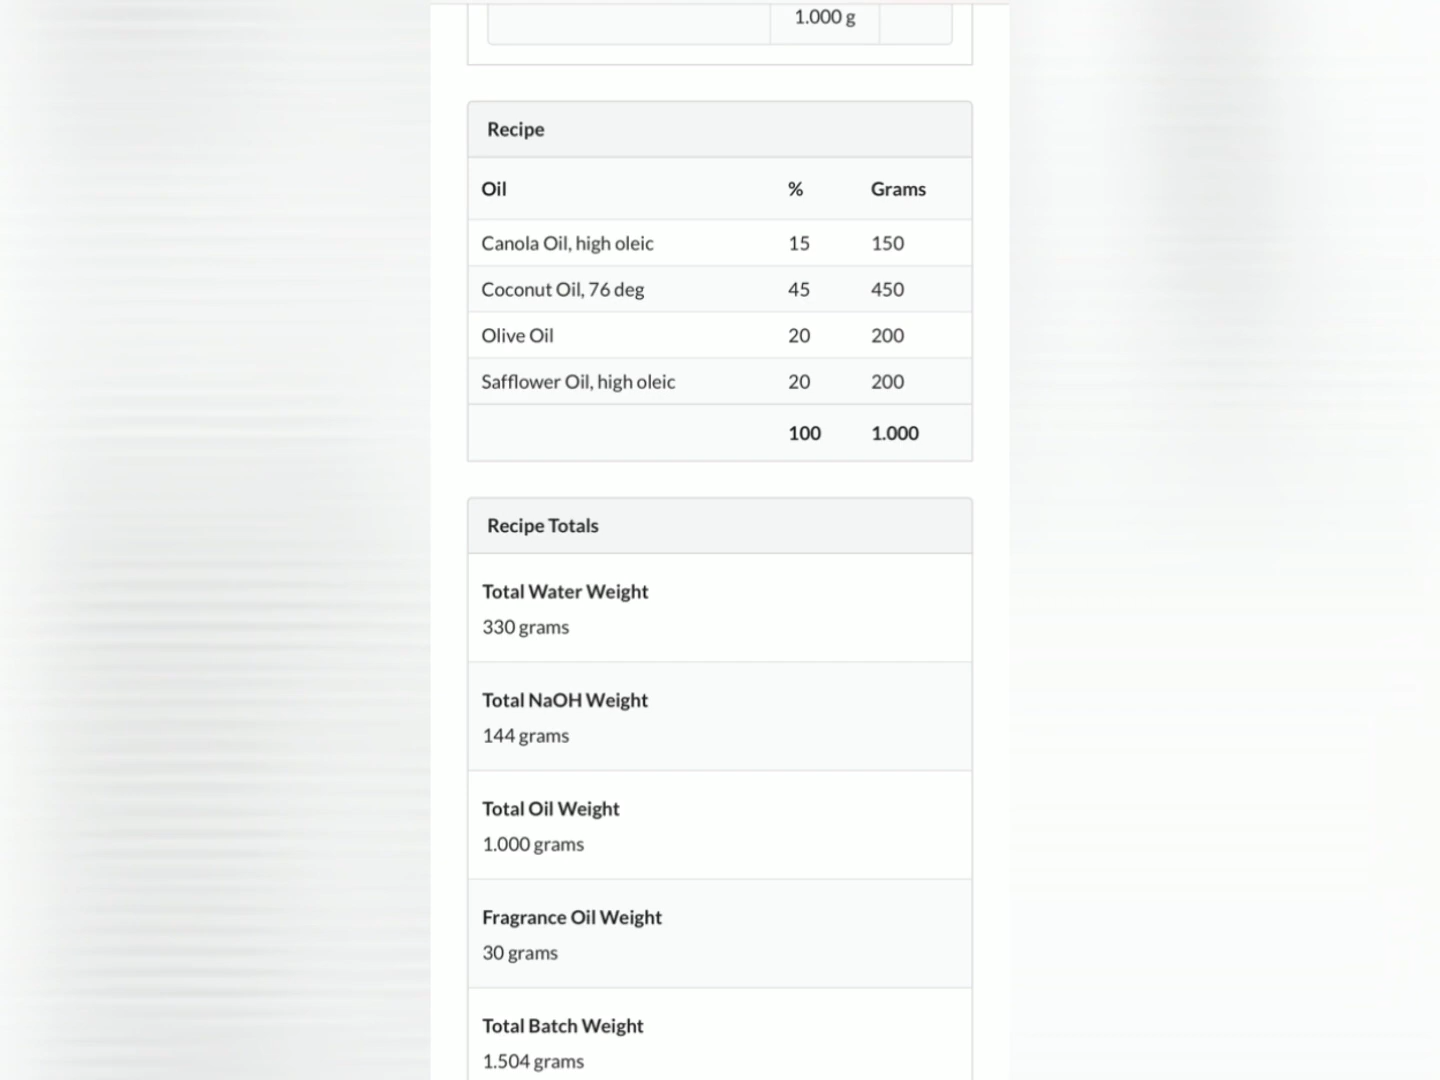 1.000 g
Recipe
Oil % Grams
Canola Oil, high oleic 15 150
Coconut Oil, 76 deg 45 450
Olive Oil 20 200
Safflower Oil, high oleic 20 200
100 1.000
Recipe Totals
Total Water Weight
330 grams
Total NaOH Weight
144 grams
Total Oil Weight
1.000 grams
Fragrance Oil Weight
30 grams
Total Batch Weight
1.504 grams